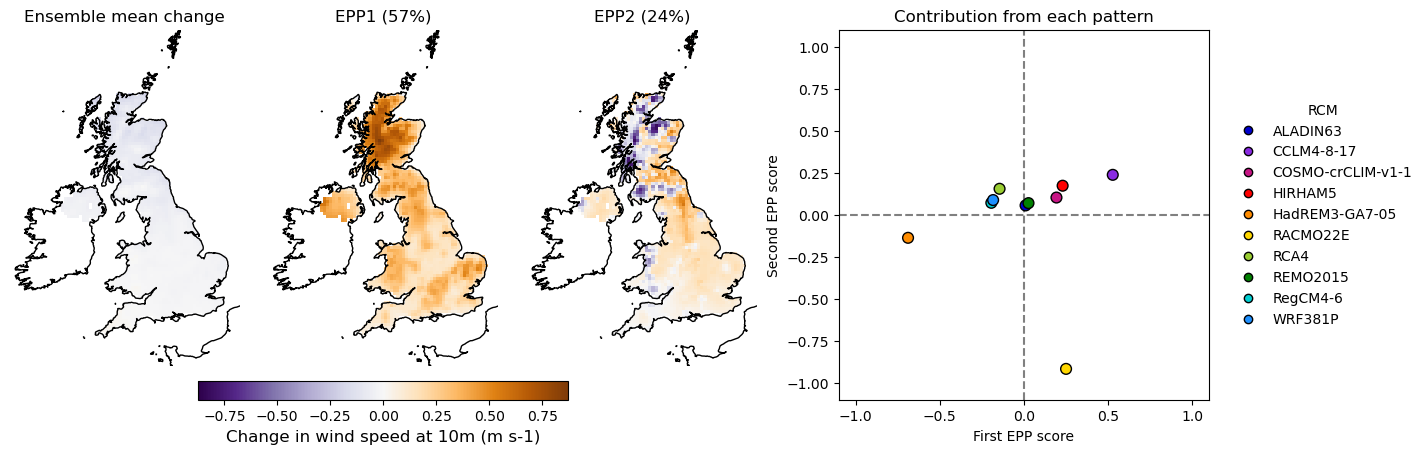 Ensemble mean change
EPP1 (57%)
EPP2 (24%)
Contribution from each pattern
−0.75 −0.50 −0.25 0.00 0.25 0.50 0.75
Change in wind speed at 10m (m s-1)
Second EPP score
1.00
0.75
0.50
0.25
0.00
−0.25
−0.50
−0.75
−1.00
−1.0 −0.5 0.0 0.5 1.0
First EPP score
RCM
ALADIN63
CCLM4-8-17
COSMO-crCLIM-v1-1
HIRHAM5
HadREM3-GA7-05
RACMO22E
RCA4
REMO2015
RegCM4-6
WRF381P